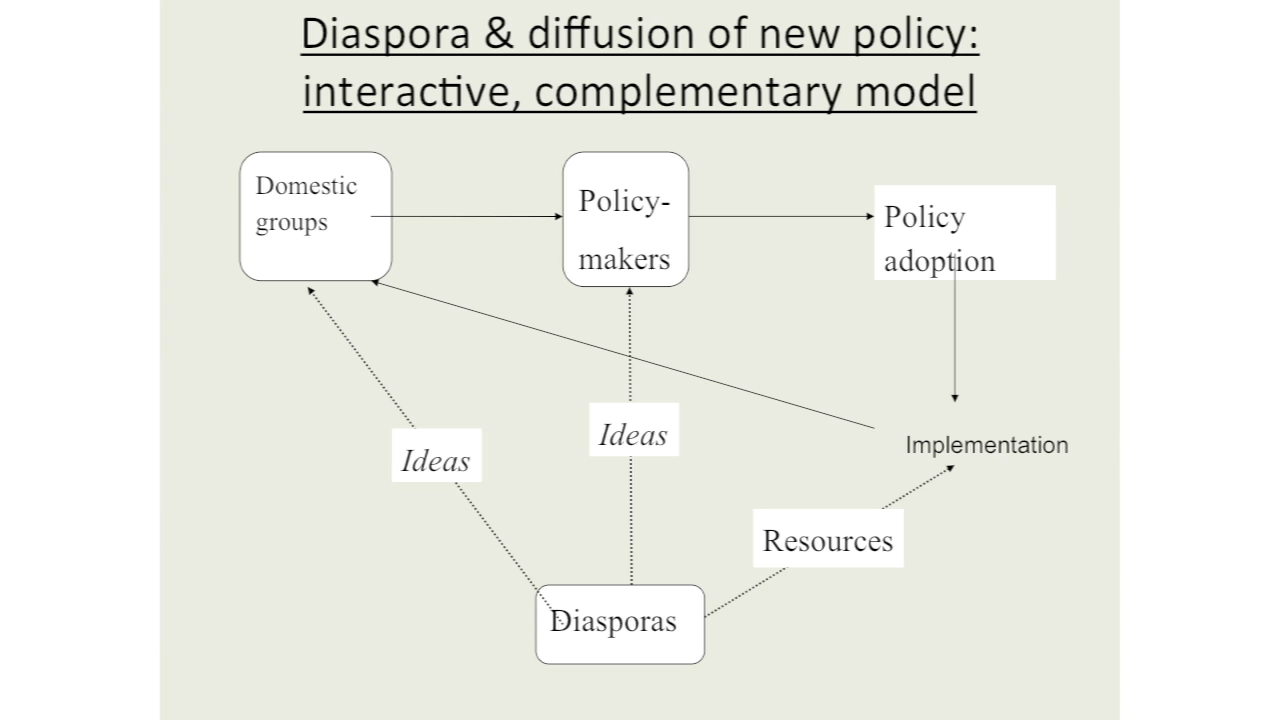 Diaspora & diffusion of new policy:
interactive, complementary model
Domestic
groups
Policy-
makers
Policy
adoption
Ideas
Ideas
Implementation
Resources
Diasporas